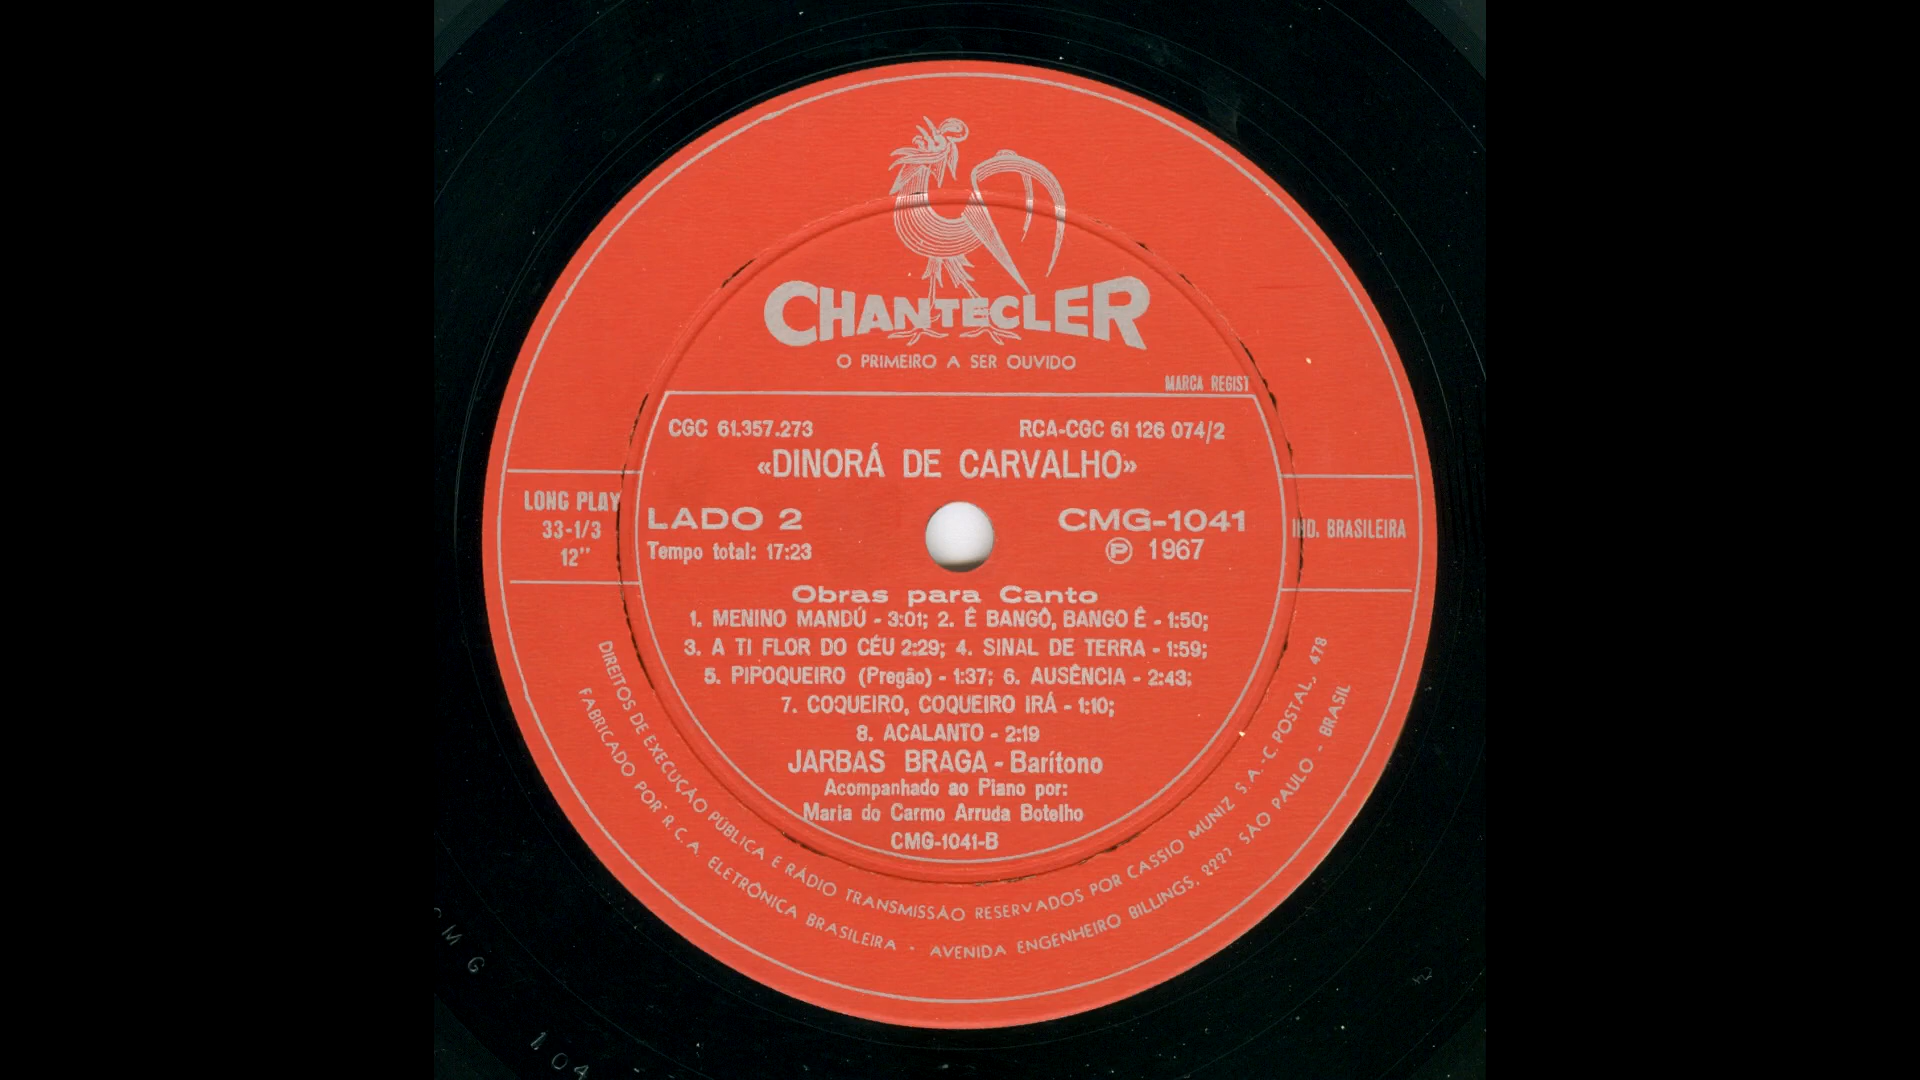 CHANTECLER
O PRIMEIRO A SER OUVIDO
MARCA REGIST
CGC 61.357.273 RCA-CGC 61 126 074/2
«DINORÁ DE CARVALHO»
LONG PLAY
33-1/3
12"
LADO 2
Tempo total: 17:23
CMG-1041
Ⓟ 1967
IND. BRASILEIRA
Obras para Canto
1. MENINO MANDÚ - 3:01; 2. Ê BANGÔ, BANGO Ê - 1:50;
3. A TI FLOR DO CÉU 2:29; 4. SINAL DE TERRA - 1:59;
5. PIPOQUEIRO (Pregão) - 1:37; 6. AUSÊNCIA - 2:43;
7. COQUEIRO, COQUEIRO IRÁ - 1:10;
8. ACALANTO - 2:19
JARBAS BRAGA - Barítono
Acompanhado ao Piano por:
Maria do Carmo Arruda Botelho
CMG-1041-B
DIREITOS DE EXECUÇÃO PÚBLICA E RÁDIO TRANSMISSÃO RESERVADOS POR CASSIO MUNIZ S.A.-C.POSTAL, 478
FABRICADO POR R.C.A. ELETRÔNICA BRASILEIRA - AVENIDA ENGENHEIRO BILLINGS, 2227 SÃO PAULO - BRASIL
MG
104